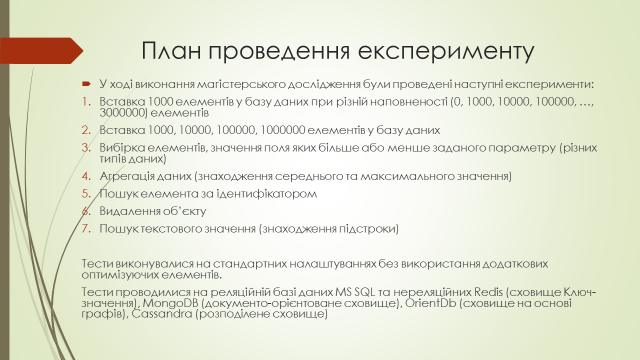 План проведення експерименту
У ході виконання магістерського дослідження були проведені наступні експерименти:
1. Вставка 1000 елементів у базу даних при різній наповненості (0, 1000, 10000, 100000, …,
3000000) елементів
2. Вставка 1000, 10000, 100000, 1000000 елементів у базу даних
3. Вибірка елементів, значення поля яких більше або менше заданого параметру (різних
типів даних)
4. Агрегація даних (знаходження середнього та максимального значення)
5. Пошук елемента за ідентифікатором
6. Видалення об’єкту
7. Пошук текстового значення (знаходження підстроки)
Тести виконувалися на стандартних налаштуваннях без використання додаткових
оптимізуючих елементів.
Тести проводилися на реляційній базі даних MS SQL та нереляційних Redis (сховище Ключ-
значення), MongoDB (документо-орієнтоване сховище), OrientDb (сховище на основі
графів), Cassandra (розподілене сховище)